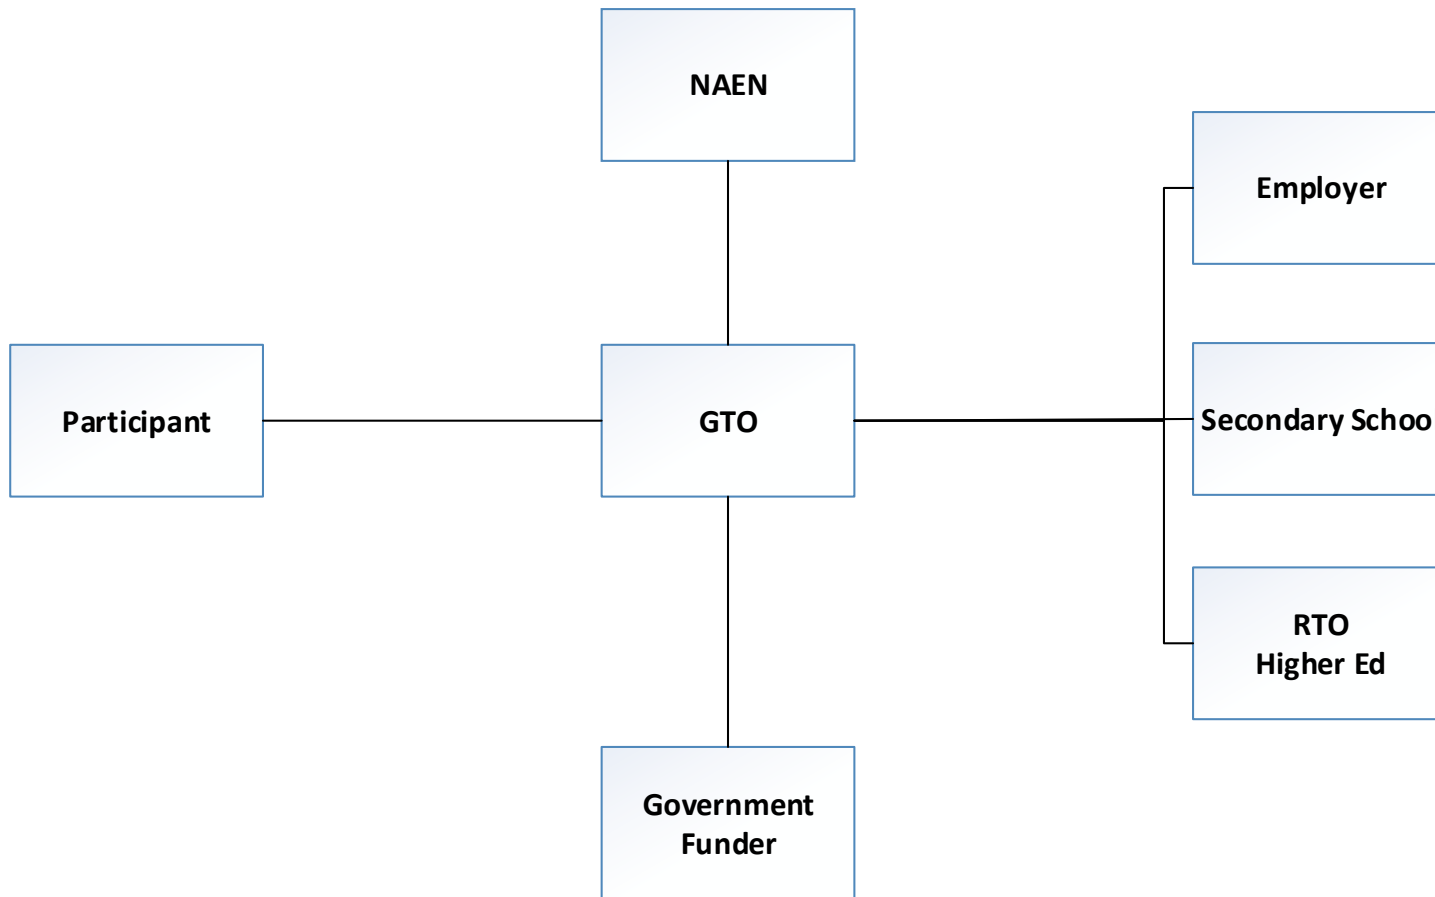 NAEN
Employer
Participant
GTO
Secondary Schoo
RTO
Higher Ed
Government
Funder